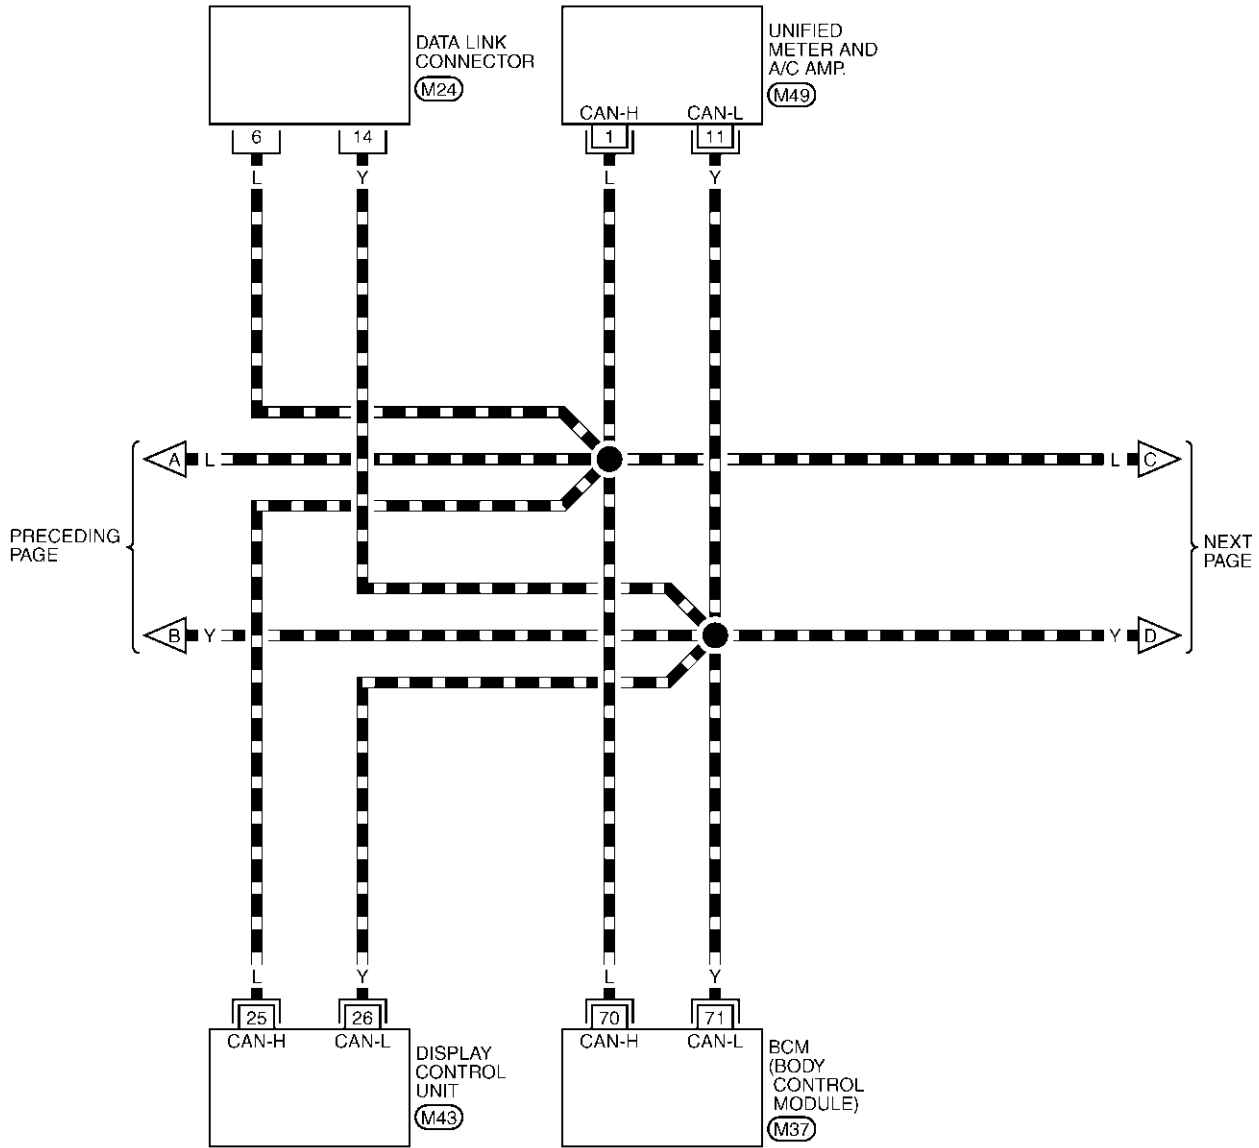 DATA LINK
CONNECTOR
M24
UNIFIED
METER AND
A/C AMP.
M49
CAN-H
CAN-L
6
14
1
11
L
Y
L
Y
A
L
L
C
PRECEDING
PAGE
NEXT
PAGE
B
Y
Y
D
L
Y
L
Y
25
26
70
71
CAN-H
CAN-L
CAN-H
CAN-L
DISPLAY
CONTROL
UNIT
M43
BCM
(BODY
CONTROL
MODULE)
M37